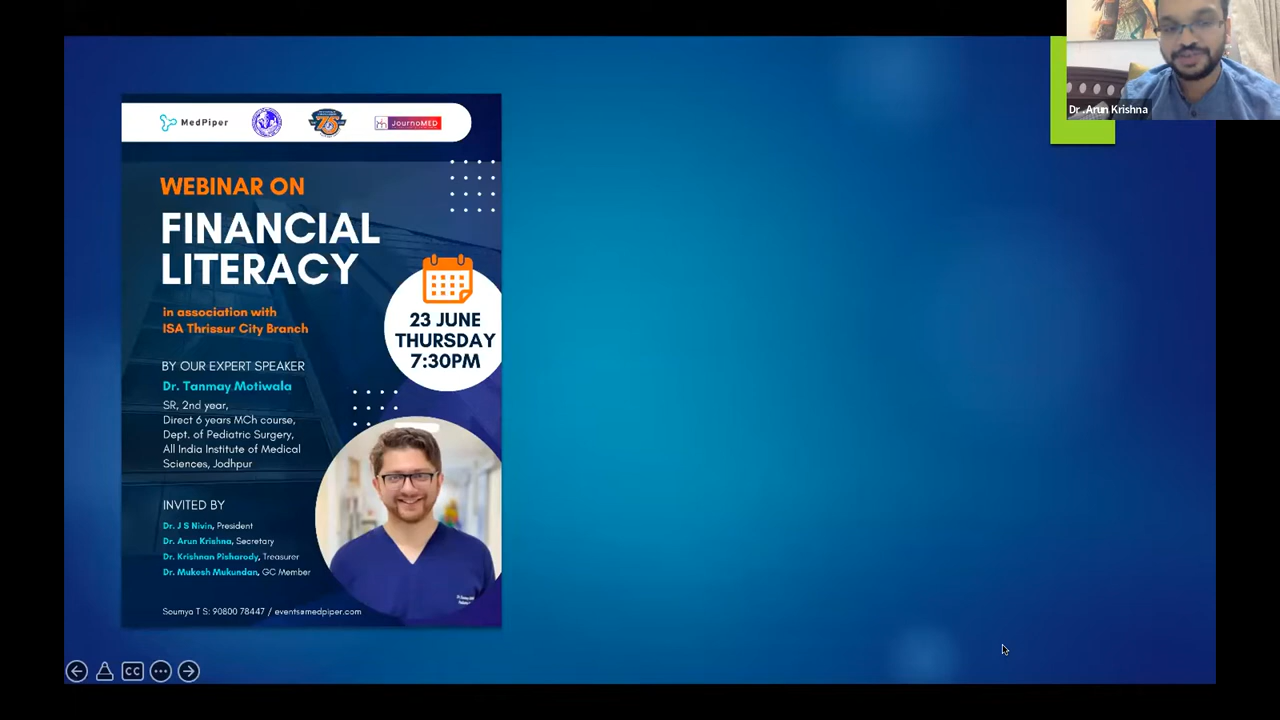 MedPiper
75
JournoMED
WEBINAR ON
FINANCIAL
LITERACY
in association with
ISA Thrissur City Branch
23 JUNE
THURSDAY
7:30PM
BY OUR EXPERT SPEAKER
Dr. Tanmay Motiwala
SR, 2nd year,
Direct 6 years MCh course,
Dept. of Pediatric Surgery,
All India Institute of Medical
Sciences, Jodhpur
INVITED BY
Dr. J S Nivin, President
Dr. Arun Krishna, Secretary
Dr. Krishnan Pisharody, Treasurer
Dr. Mukesh Mukundan, GC Member
Soumya T S: 90800 78447 / events@medpiper.com
Dr .Arun Krishna
CC